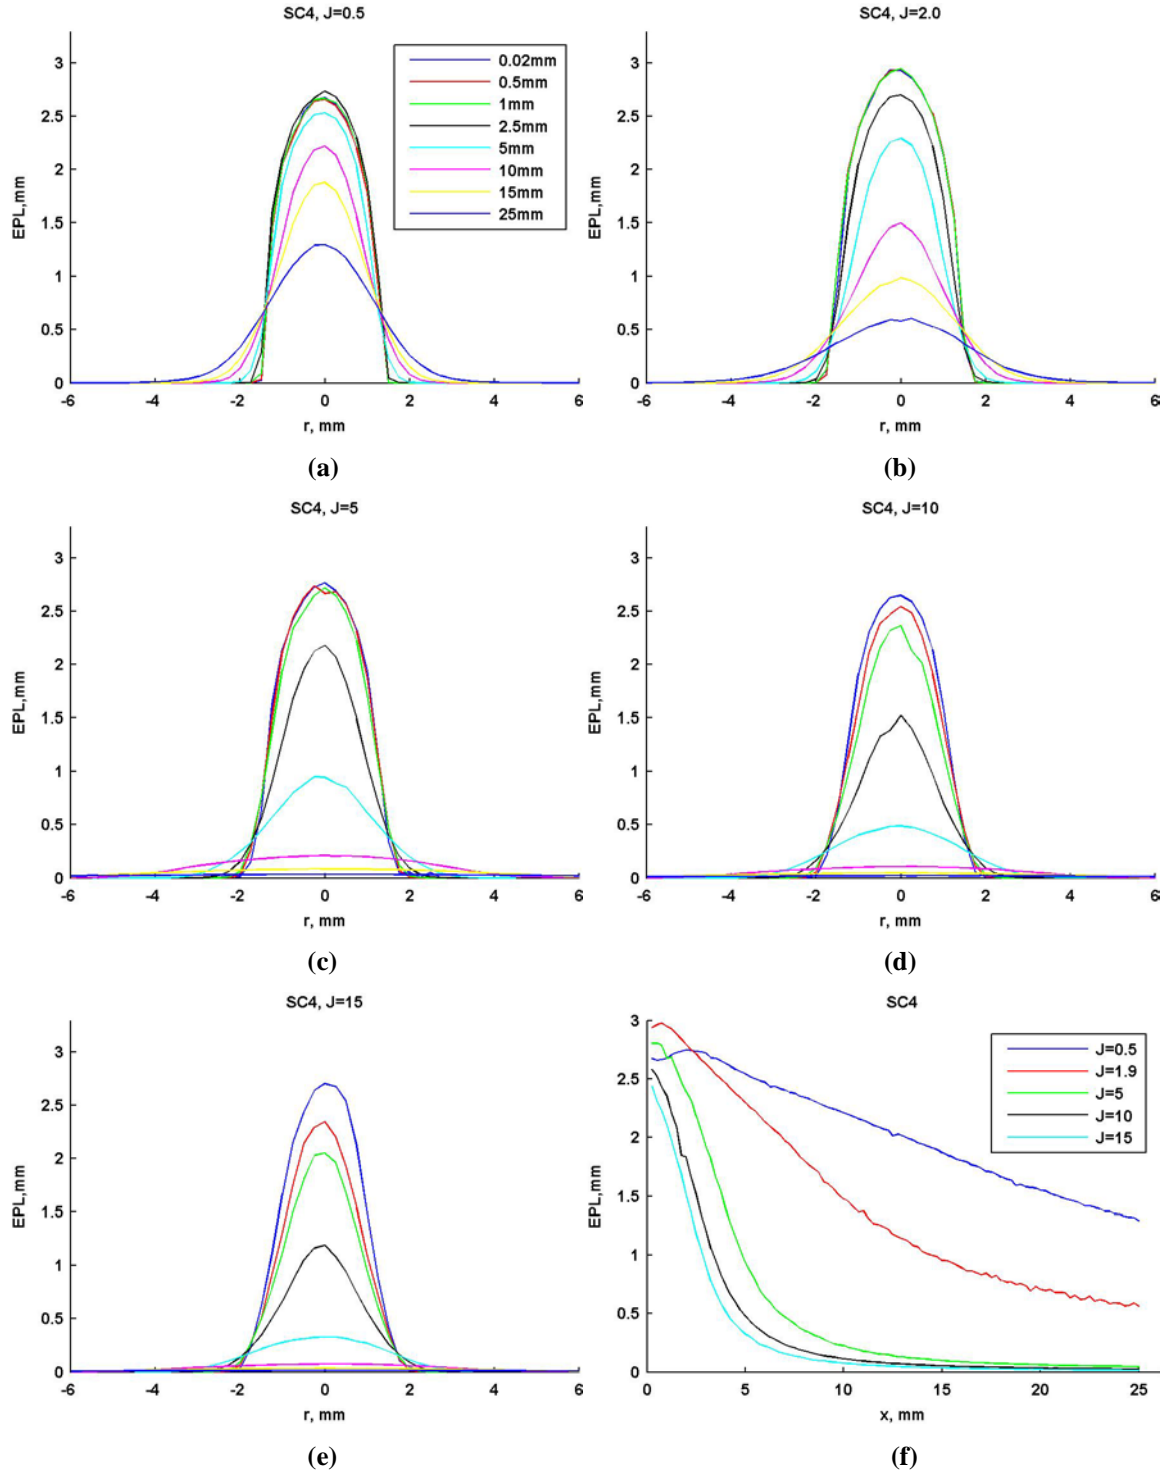 SC4, J=0.5
3
2.5
2
1.5
1
0.5
0
EPL,mm
0.02mm
0.5mm
1mm
2.5mm
5mm
10mm
15mm
25mm
-6 -4 -2 0 2 4 6
r, mm
(a)
SC4, J=2.0
3
2.5
2
1.5
1
0.5
0
EPL,mm
-6 -4 -2 0 2 4 6
r, mm
(b)
SC4, J=5
3
2.5
2
1.5
1
0.5
0
EPL,mm
-6 -4 -2 0 2 4 6
r, mm
(c)
SC4, J=10
3
2.5
2
1.5
1
0.5
0
EPL,mm
-6 -4 -2 0 2 4 6
r, mm
(d)
SC4, J=15
3
2.5
2
1.5
1
0.5
0
EPL,mm
-6 -4 -2 0 2 4 6
r, mm
(e)
SC4
3
2.5
2
1.5
1
0.5
0
EPL,mm
J=0.5
J=1.9
J=5
J=10
J=15
0 5 10 15 20 25
x, mm
(f)